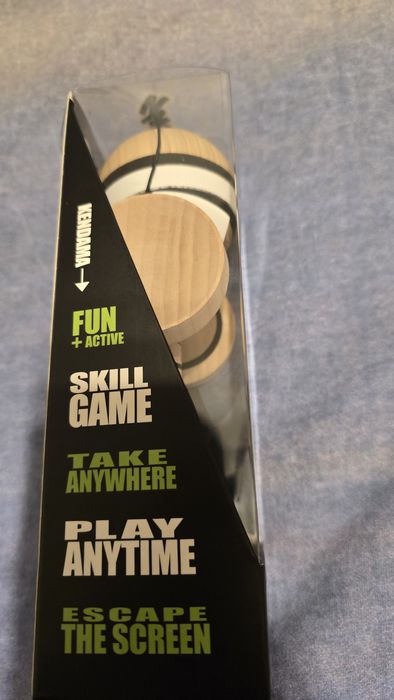 KENDAMA
FUN
+ ACTIVE
SKILL
GAME
TAKE
ANYWHERE
PLAY
ANYTIME
ESCAPE
THE SCREEN